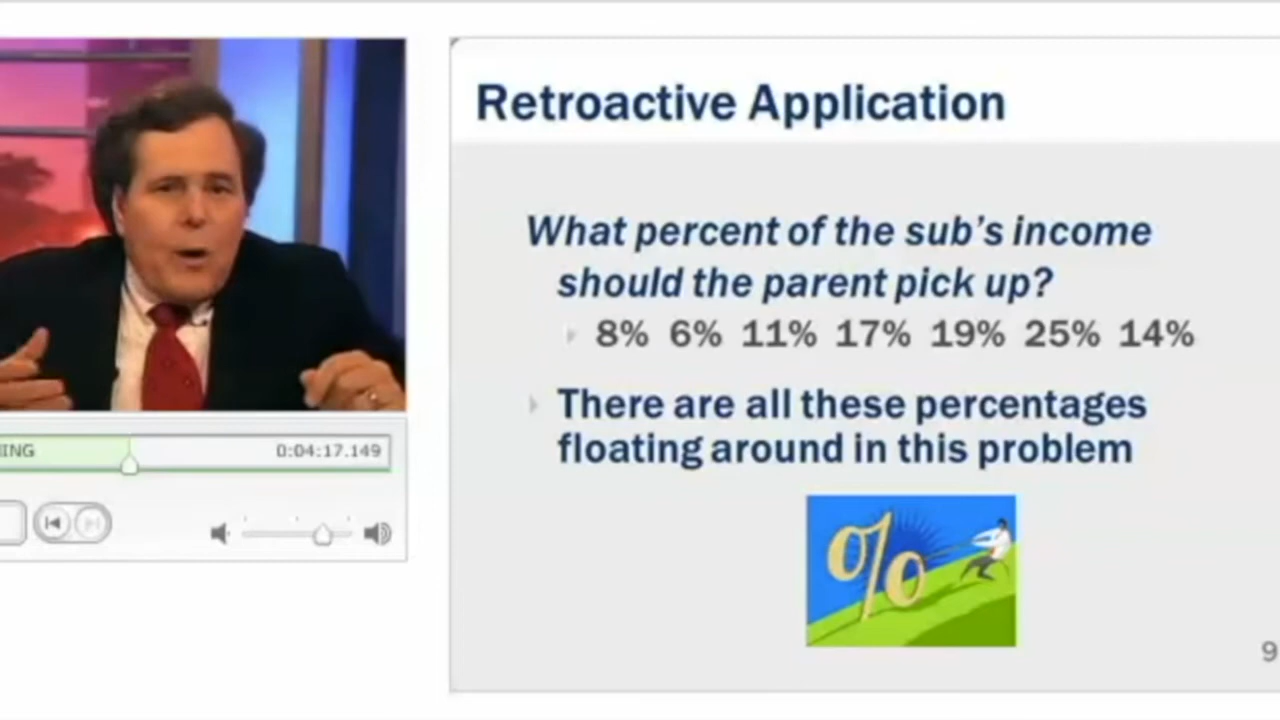 Retroactive Application
What percent of the sub's income
should the parent pick up?
8% 6% 11% 17% 19% 25% 14%
There are all these percentages
floating around in this problem
%
9
ING 0:04:17.149